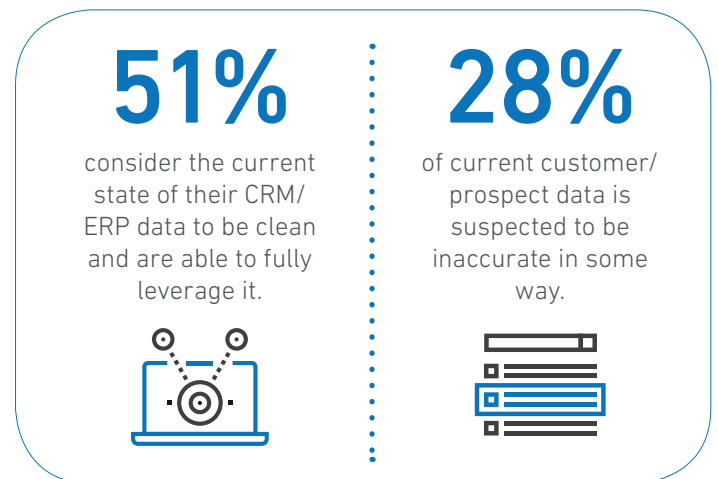 51%
consider the current
state of their CRM/
ERP data to be clean
and are able to fully
leverage it.
28%
of current customer/
prospect data is
suspected to be
inaccurate in some
way.